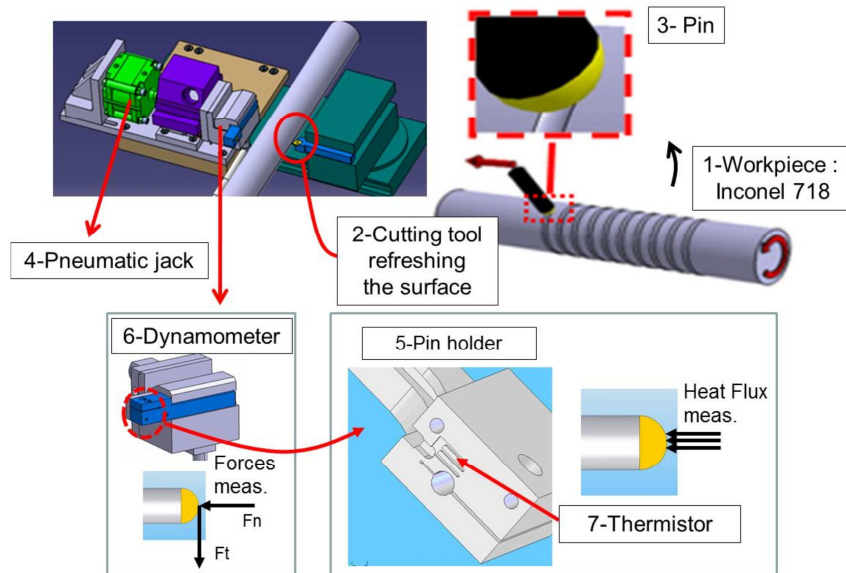 3- Pin
1-Workpiece :
Inconel 718
4-Pneumatic jack
2-Cutting tool
refreshing
the surface
6-Dynamometer
Forces
meas.
Fn
Ft
5-Pin holder
Heat Flux
meas.
7-Thermistor